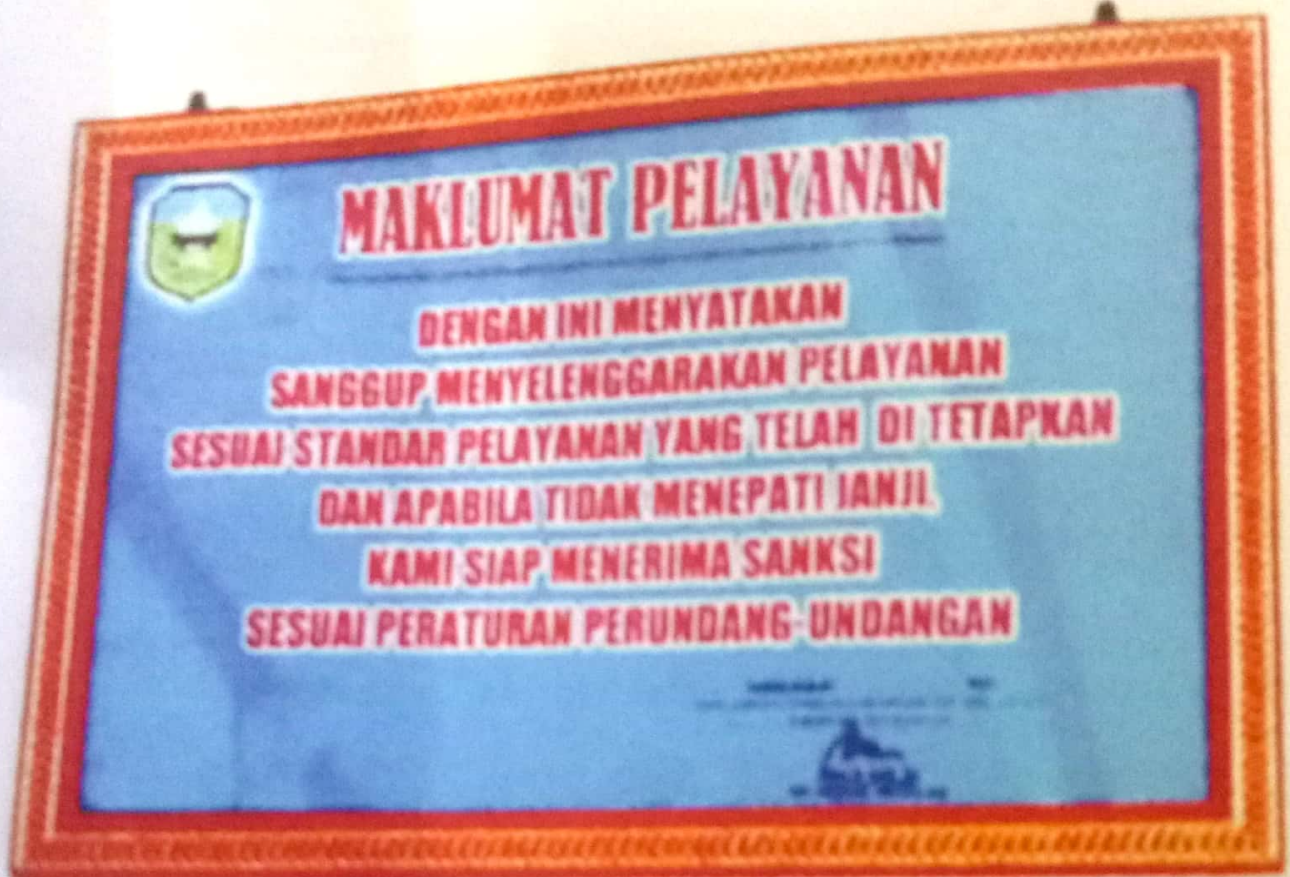 MAKLUMAT PELAYANAN
DENGAN INI MENYATAKAN
SANGGUP MENYELENGGARAKAN PELAYANAN
SESUAI STANDAR PELAYANAN YANG TELAH DI TETAPKAN
DAN APABILA TIDAK MENEPATI JANJI,
KAMI SIAP MENERIMA SANKSI
SESUAI PERATURAN PERUNDANG-UNDANGAN